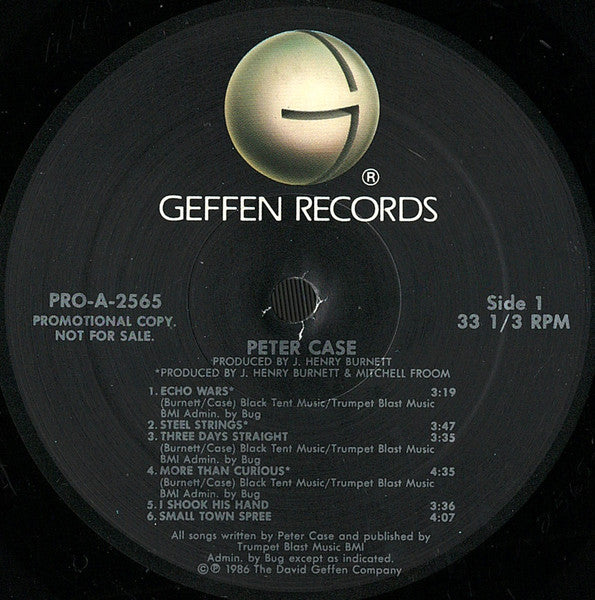 ®
GEFFEN RECORDS
PRO-A-2565
PROMOTIONAL COPY.
NOT FOR SALE.
Side 1
33 1/3 RPM
PETER CASE
PRODUCED BY J. HENRY BURNETT
*PRODUCED BY J. HENRY BURNETT & MITCHELL FROOM
1. ECHO WARS* 3:19
(Burnett/Case) Black Tent Music/Trumpet Blast Music
BMI Admin. by Bug
2. STEEL STRINGS* 3:47
3. THREE DAYS STRAIGHT 3:35
(Burnett/Case) Black Tent Music/Trumpet Blast Music
BMI Admin. by Bug
4. MORE THAN CURIOUS* 4:35
(Burnett/Case) Black Tent Music/Trumpet Blast Music
BMI Admin. by Bug
5. I SHOOK HIS HAND 3:36
6. SMALL TOWN SPREE 4:07
All songs written by Peter Case and published by
Trumpet Blast Music BMI
Admin. by Bug except as indicated.
©℗ 1986 The David Geffen Company